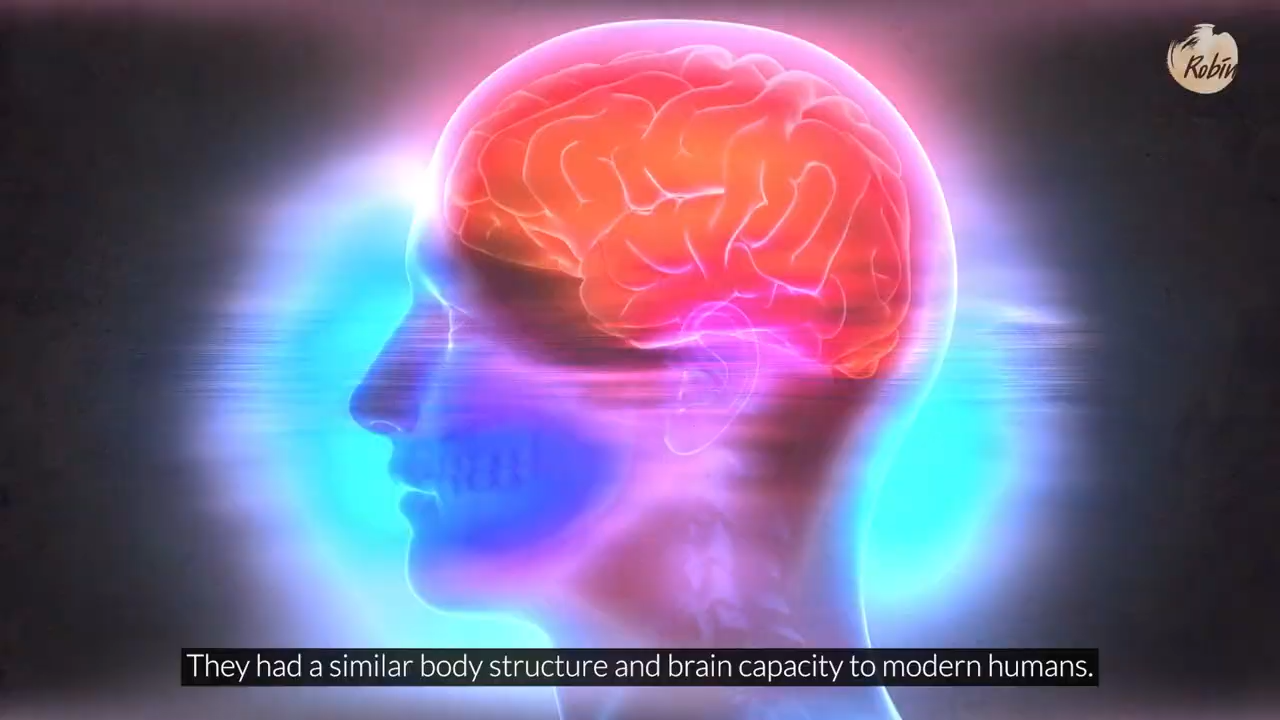 Robin
They had a similar body structure and brain capacity to modern humans.